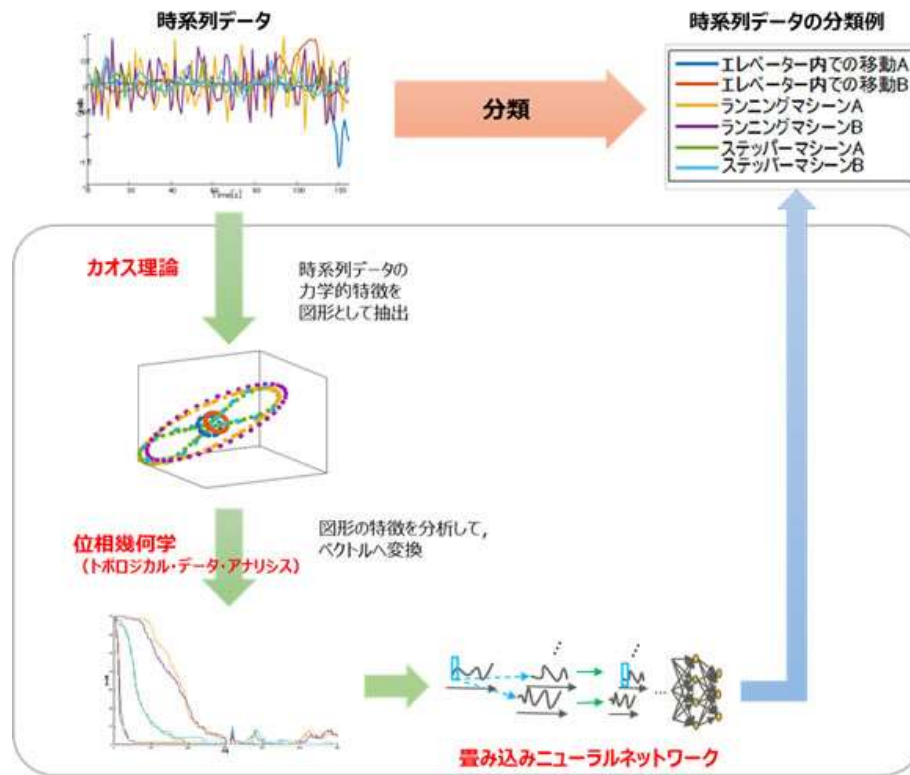 時系列データ
時系列データの分類例
エレベーター内での移動A
エレベーター内での移動B
ランニングマシーンA
ランニングマシーンB
ステッパーマシーンA
ステッパーマシーンB
分類
Time[s]
カオス理論
時系列データの
力学的特徴を
図形として抽出
位相幾何学
(トポロジカル・データ・アナリシス)
図形の特徴を分析して,
ベクトルへ変換
畳み込みニューラルネットワーク